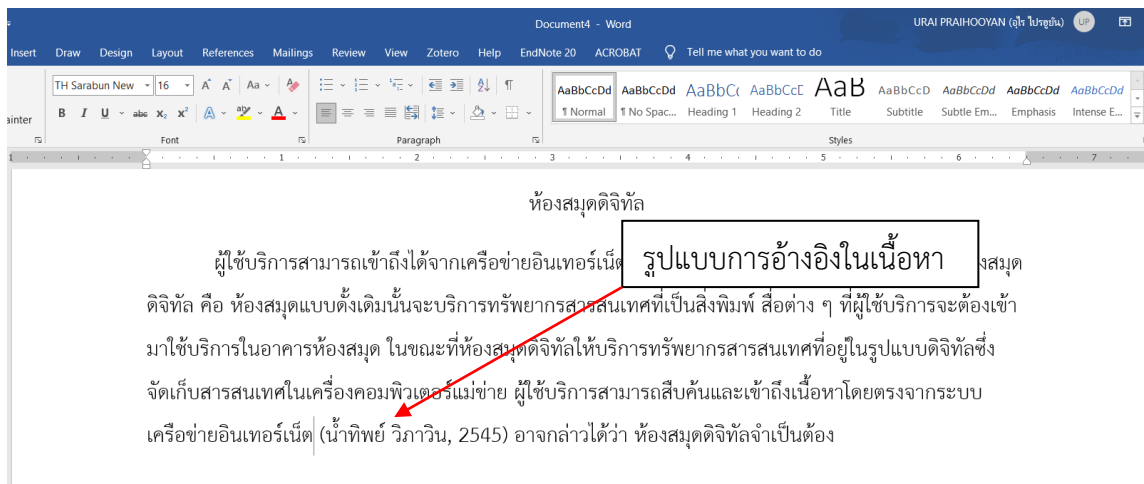 Document4 - Word
URAI PRAIHOOYAN (อุไร ไปรฮูยัน) UP
Insert Draw Design Layout References Mailings Review View Zotero Help EndNote 20 ACROBAT Tell me what you want to do
TH Sarabun New 16 A A Aa A
ainter B I U abc x₂ x² A aby A
AaBbCcDd AaBbCcDd AaBbCc AaBbCcE AaB AaBbCcD AaBbCcDd AaBbCcDd AaBbCcDd
¶ Normal ¶ No Spac... Heading 1 Heading 2 Title Subtitle Subtle Em... Emphasis Intense E...
Font Paragraph Styles
1 1 2 3 4 5 6 7
ห้องสมุดดิจิทัล
รูปแบบการอ้างอิงในเนื้อหา
ผู้ใช้บริการสามารถเข้าถึงได้จากเครือข่ายอินเทอร์เน็ต งสมุด
ดิจิทัล คือ ห้องสมุดแบบดั้งเดิมนั้นจะบริการทรัพยากรสารสนเทศที่เป็นสิ่งพิมพ์ สื่อต่าง ๆ ที่ผู้ใช้บริการจะต้องเข้า
มาใช้บริการในอาคารห้องสมุด ในขณะที่ห้องสมุดดิจิทัลให้บริการทรัพยากรสารสนเทศที่อยู่ในรูปแบบดิจิทัลซึ่ง
จัดเก็บสารสนเทศในเครื่องคอมพิวเตอร์แม่ข่าย ผู้ใช้บริการสามารถสืบค้นและเข้าถึงเนื้อหาโดยตรงจากระบบ
เครือข่ายอินเทอร์เน็ต (น้ำทิพย์ วิภาวิน, 2545) อาจกล่าวได้ว่า ห้องสมุดดิจิทัลจำเป็นต้อง